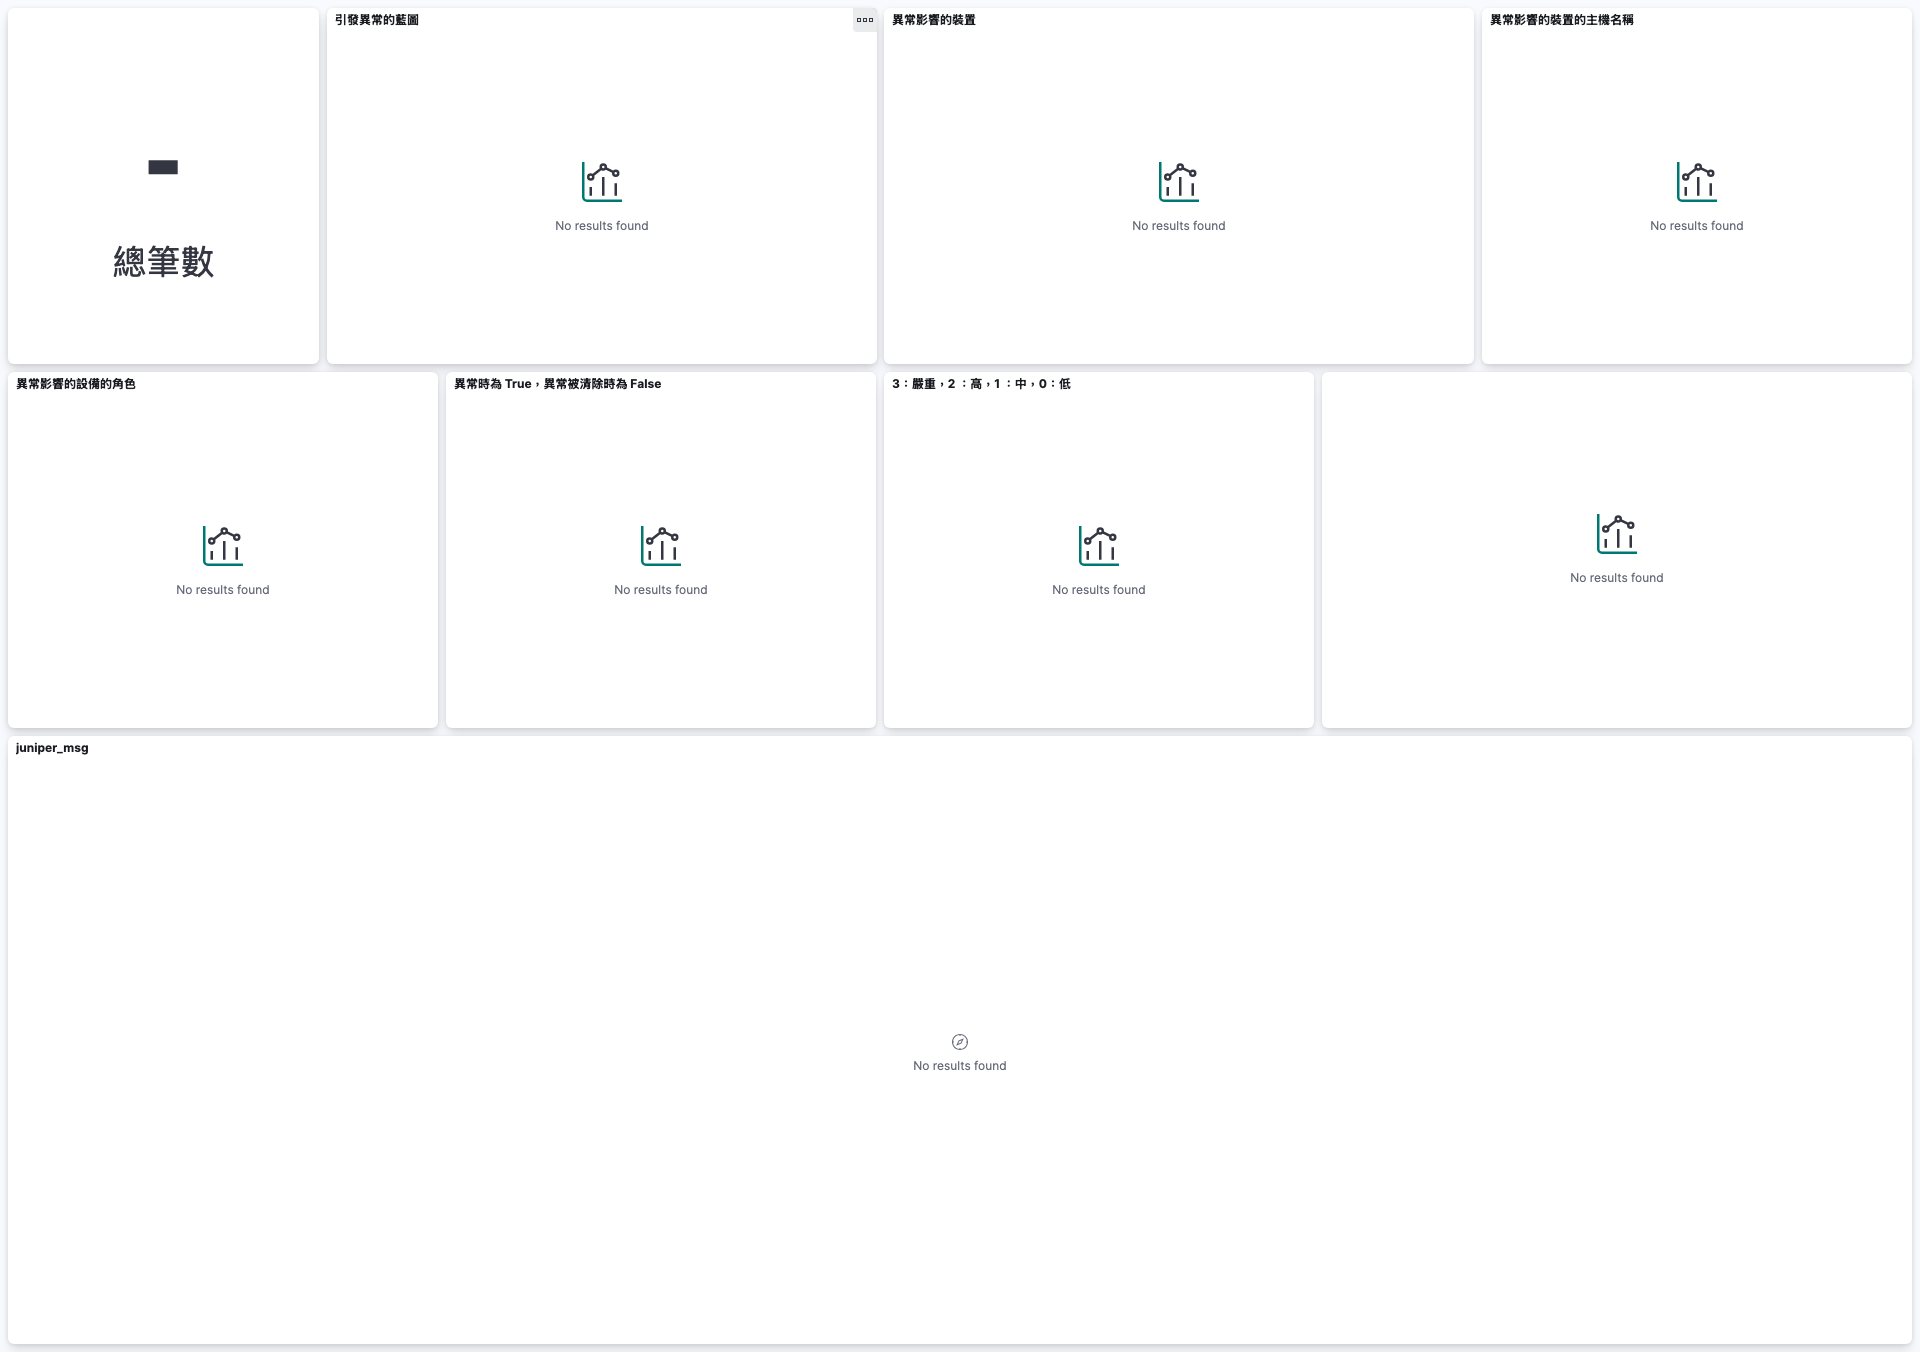 -
總筆數
引發異常的藍圖
No results found
異常影響的裝置
No results found
異常影響的裝置的主機名稱
No results found
異常影響的設備的角色
No results found
異常時為 True，異常被清除時為 False
No results found
3：嚴重，2 ：高，1 ：中，0：低
No results found
No results found
juniper_msg
No results found